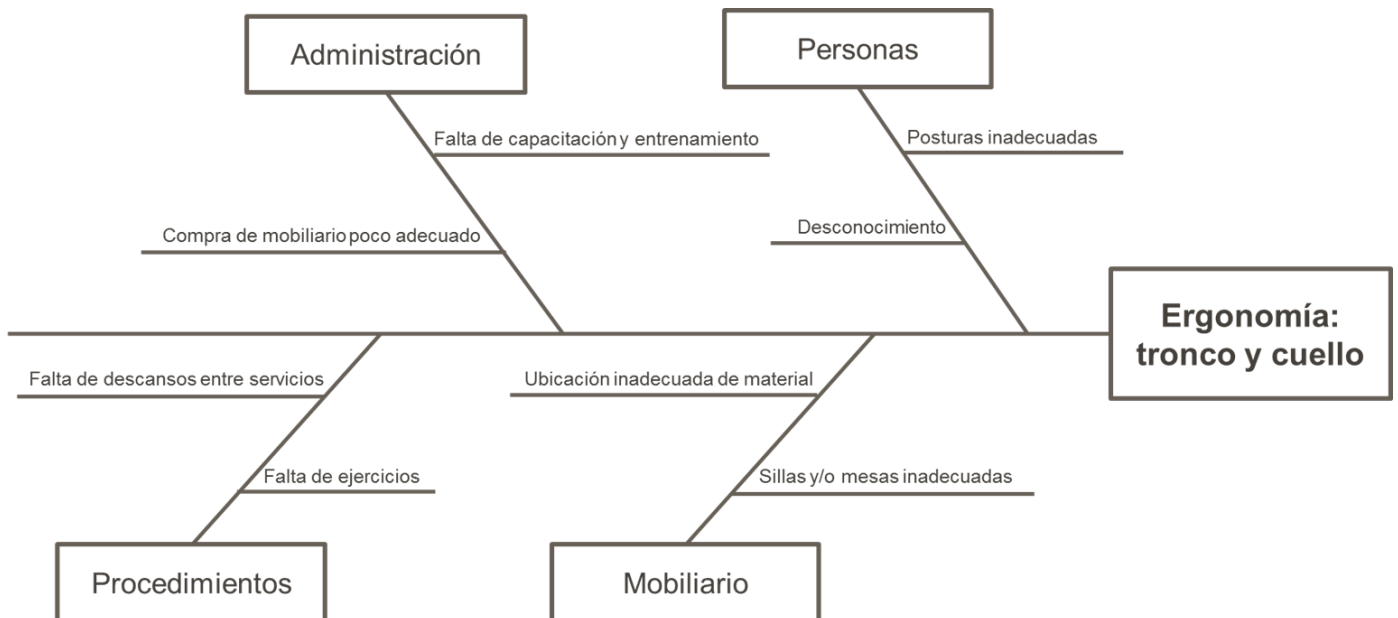 Administración
Personas
Falta de capacitación y entrenamiento
Posturas inadecuadas
Compra de mobiliario poco adecuado
Desconocimiento
Ergonomía:
tronco y cuello
Falta de descansos entre servicios
Ubicación inadecuada de material
Falta de ejercicios
Sillas y/o mesas inadecuadas
Procedimientos
Mobiliario